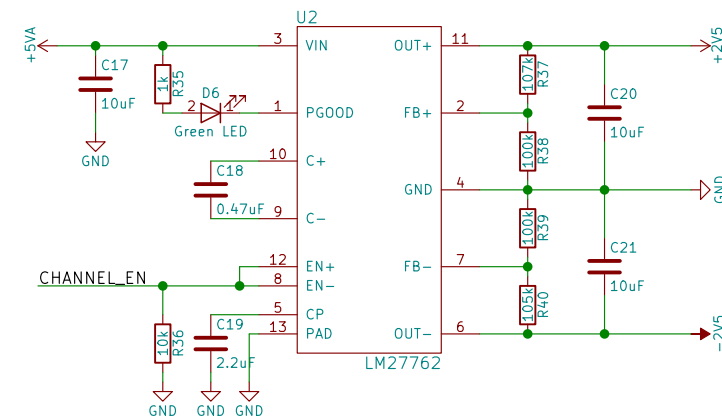 U2
+5VA
3
VIN
OUT+
11
+2V5
C17
10uF
1k
R35
107k
R37
C20
10uF
D6
2
1
Green LED
1
PGOOD
FB+
2
GND
100k
R38
10
C+
C18
0.47uF
GND
4
GND
9
C-
100k
R39
CHANNEL_EN
12
EN+
8
EN-
FB-
7
C21
10uF
105k
R40
5
CP
13
PAD
OUT-
6
-2V5
10k
R36
C19
2.2uF
LM27762
GND
GND
GND